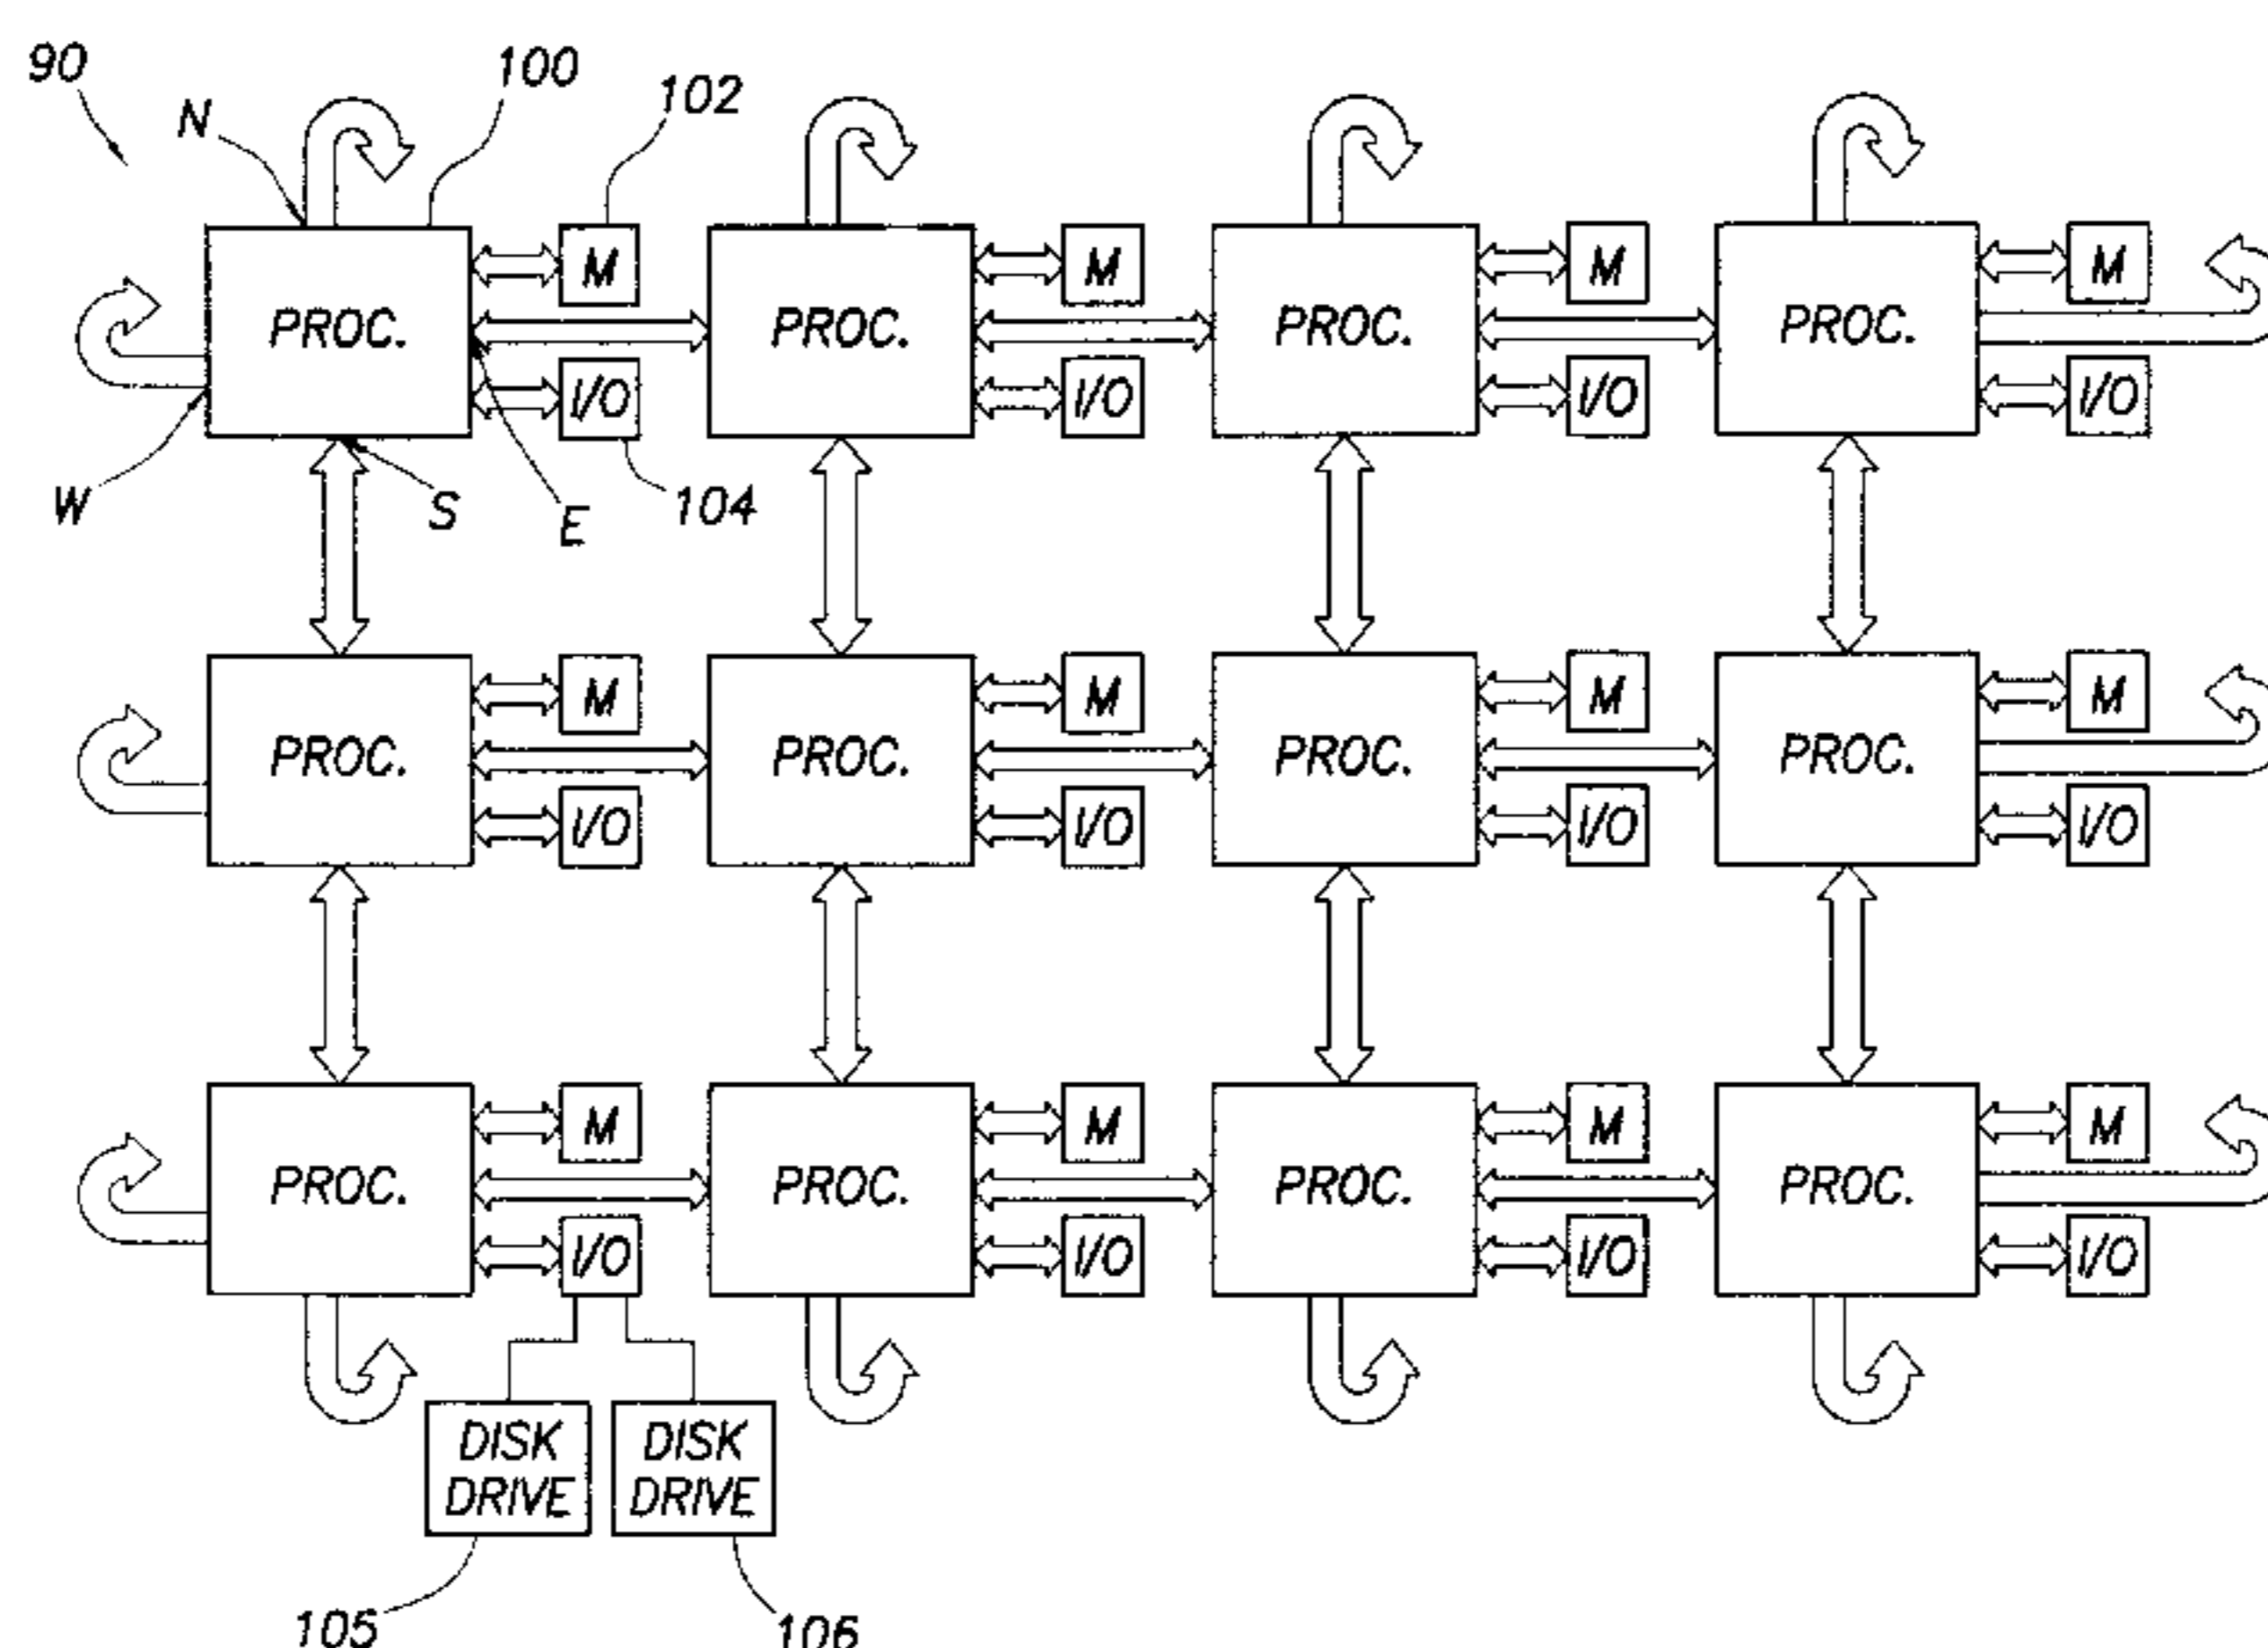 90
N
100
102
M
M
M
M
PROC.
PROC.
PROC.
PROC.
I/O
I/O
I/O
I/O
W
S
E
104
M
M
M
M
PROC.
PROC.
PROC.
PROC.
I/O
I/O
I/O
I/O
M
M
M
M
PROC.
PROC.
PROC.
PROC.
I/O
I/O
I/O
I/O
DISK
DRIVE
DISK
DRIVE
105
106